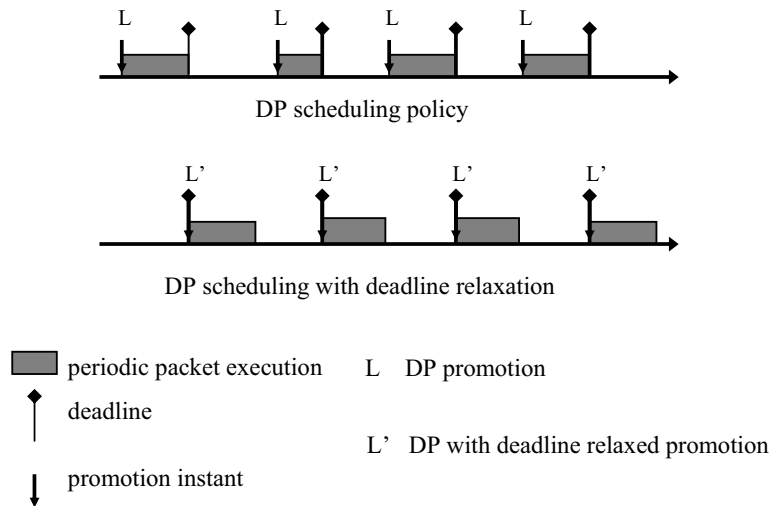 L L L L
DP scheduling policy
L’ L’ L’ L’
DP scheduling with deadline relaxation
periodic packet execution
L DP promotion
deadline
L’ DP with deadline relaxed promotion
promotion instant